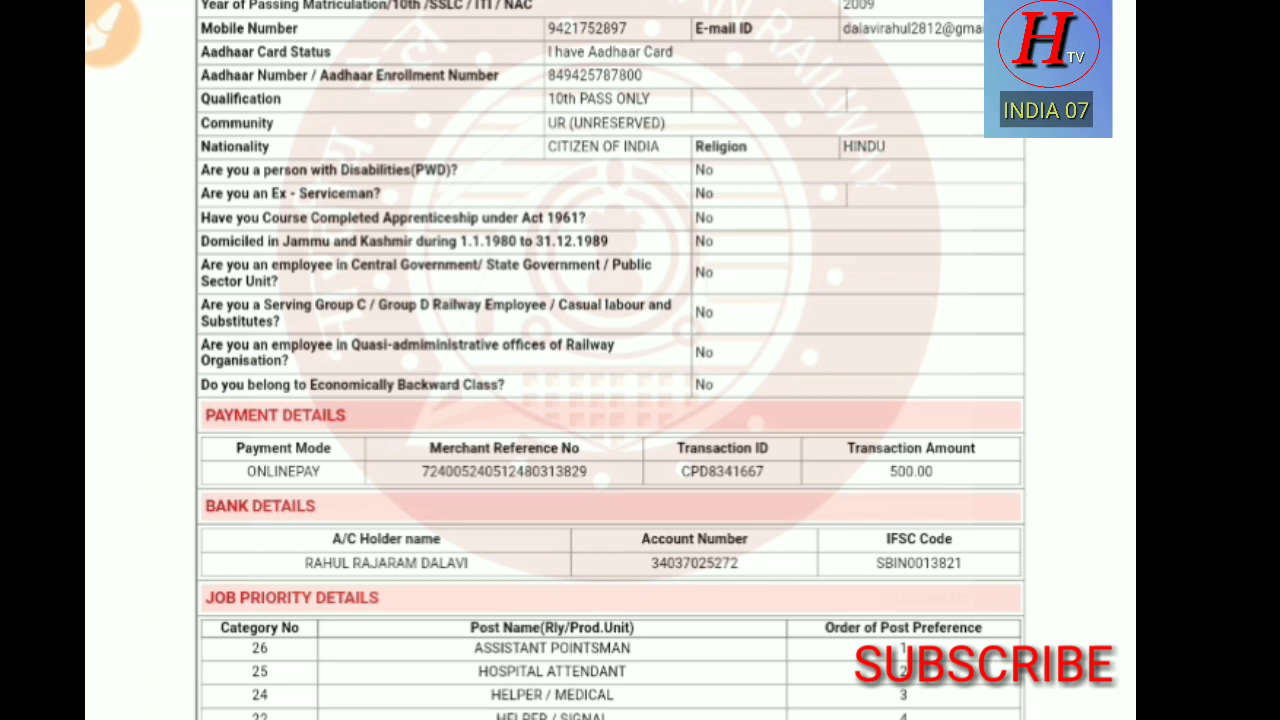 Year of Passing Matriculation/10th /SSLC / ITI / NAC 2009
Mobile Number 9421752897 E-mail ID dalavirahul2812@gma
Aadhaar Card Status I have Aadhaar Card
Aadhaar Number / Aadhaar Enrollment Number 849425787800
Qualification 10th PASS ONLY
Community UR (UNRESERVED)
Nationality CITIZEN OF INDIA Religion HINDU
Are you a person with Disabilities(PWD)? No
Are you an Ex - Serviceman? No
Have you Course Completed Apprenticeship under Act 1961? No
Domiciled in Jammu and Kashmir during 1.1.1980 to 31.12.1989 No
Are you an employee in Central Government/ State Government / Public
Sector Unit? No
Are you a Serving Group C / Group D Railway Employee / Casual labour and
Substitutes? No
Are you an employee in Quasi-admiministrative offices of Railway
Organisation? No
Do you belong to Economically Backward Class? No
PAYMENT DETAILS
Payment Mode Merchant Reference No Transaction ID Transaction Amount
ONLINEPAY 724005240512480313829 CPD8341667 500.00
BANK DETAILS
A/C Holder name Account Number IFSC Code
RAHUL RAJARAM DALAVI 34037025272 SBIN0013821
JOB PRIORITY DETAILS
Category No Post Name(Rly/Prod.Unit) Order of Post Preference
26 ASSISTANT POINTSMAN 1
25 HOSPITAL ATTENDANT 2
24 HELPER / MEDICAL 3
22 HELPER / SIGNAL 4
H TV
INDIA 07
SUBSCRIBE